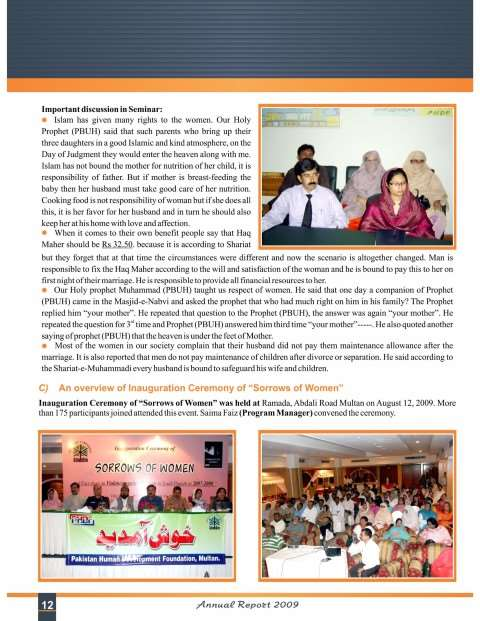 Important discussion in Seminar:
● Islam has given many rights to the women. Our Holy
Prophet (PBUH) said that such parents who bring up their
three daughters in a good Islamic and kind atmosphere, on the
Day of Judgment they would enter the heaven along with me.
Islam has not bound the mother for nutrition of her child, it is
responsibility of father. But if mother is breast-feeding the
baby then her husband must take good care of her nutrition.
Cooking food is not responsibility of woman but if she does all
this, it is her favor for her husband and in turn he should also
keep her at his home with love and affection.
● When it comes to their own benefit people say that Haq
Maher should be Rs 32.50. because it is according to Shariat
but they forget that at that time the circumstances were different and now the scenario is altogether changed. Man is
responsible to fix the Haq Maher according to the will and satisfaction of the woman and he is bound to pay this to her on
first night of their marriage. He is responsible to provide all financial resources to her.
● Our Holy prophet Muhammad (PBUH) taught us respect of women. He said that one day a companion of Prophet
(PBUH) came in the Masjid-e-Nabvi and asked the prophet that who had much right on him in his family? The Prophet
replied him “your mother”. He repeated that question to the Prophet (PBUH), the answer was again “your mother”. He
repeated the question for 3rd time and Prophet (PBUH) answered him third time “your mother”-----. He also quoted another
saying of prophet (PBUH) that the heaven is under the feet of Mother.
● Most of the women in our society complain that their husband did not pay them maintenance allowance after the
marriage. It is also reported that men do not pay maintenance of children after divorce or separation. He said according to
the Shariat-e-Muhammadi every husband is bound to safeguard his wife and children.
C) An overview of Inauguration Ceremony of “Sorrows of Women”
Inauguration Ceremony of “Sorrows of Women” was held at Ramada, Abdali Road Multan on August 12, 2009. More
than 175 participants joined attended this event. Saima Faiz (Program Manager) convened the ceremony.
Inauguration Ceremony of
SORROWS OF WOMEN
خوش آمدید
Pakistan Human Development Foundation, Multan.
12
Annual Report 2009